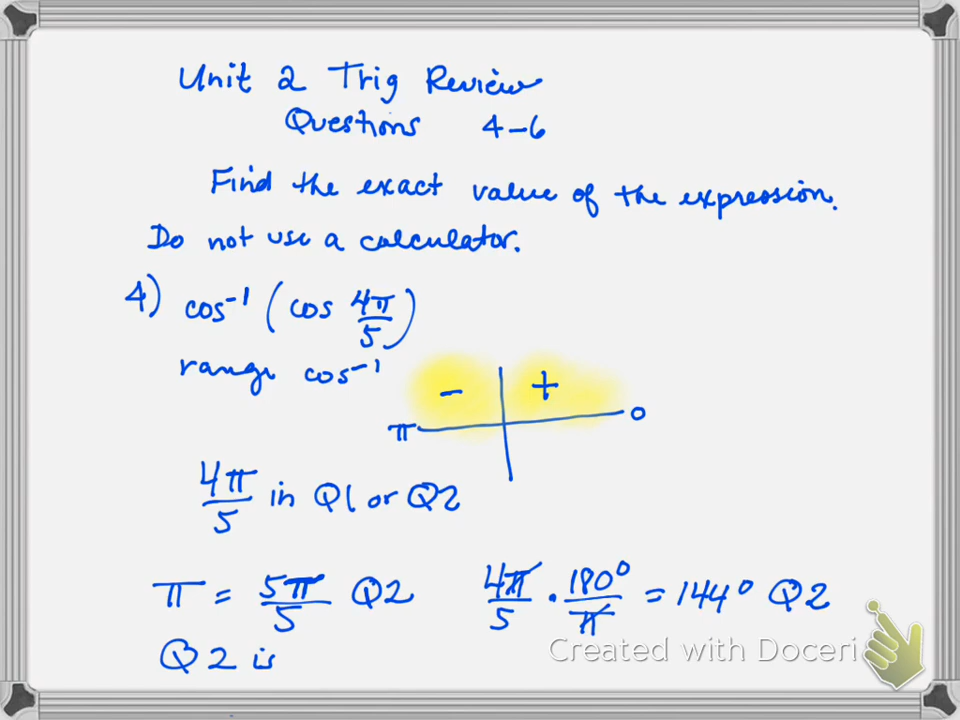 Unit 2 Trig Review
Questions 4-6
Find the exact value of the expression.
Do not use a calculator.
4) cos⁻¹ (cos 4π/5)
range cos⁻¹
- +
π 0
4π/5 in Q1 or Q2
π = 5π/5 Q2 4π/5 · 180°/π = 144° Q2
Q2 is
Created with Doceri